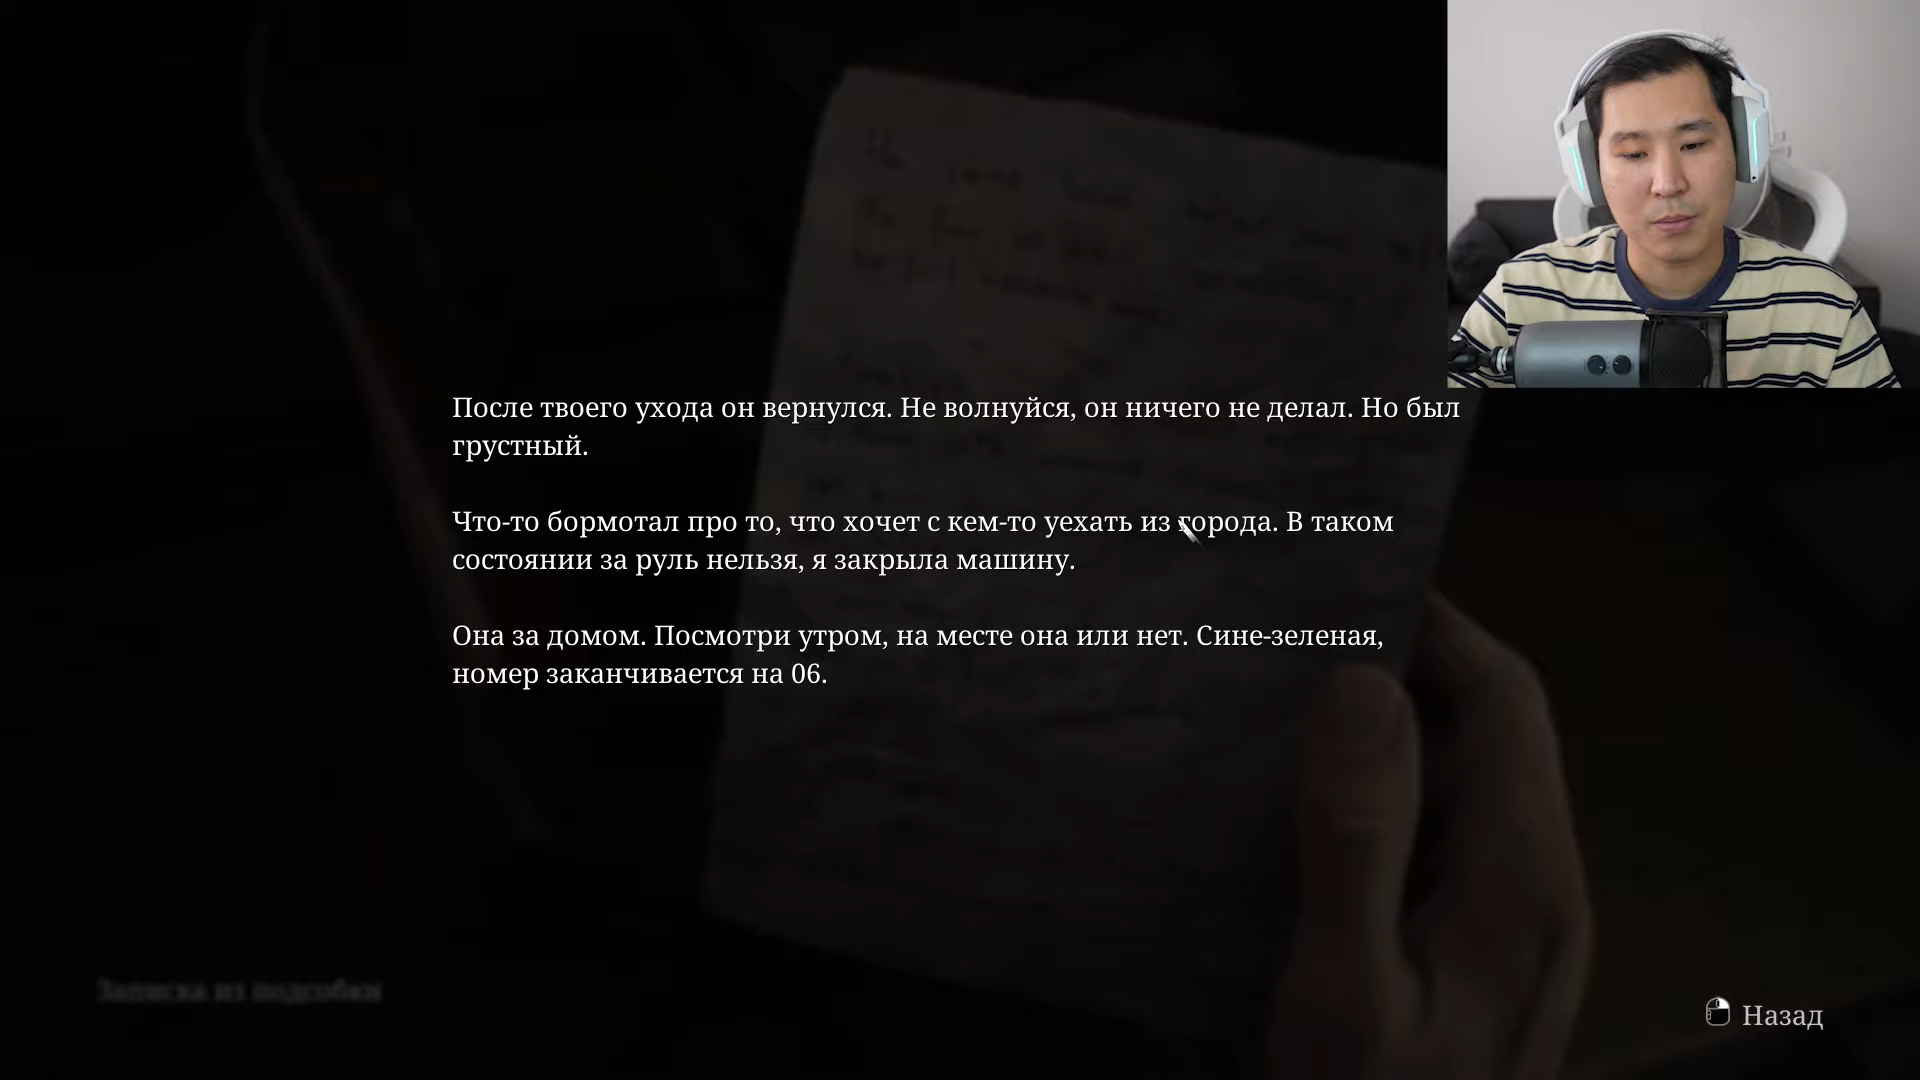 После твоего ухода он вернулся. Не волнуйся, он ничего не делал. Но был
грустный.
Что-то бормотал про то, что хочет с кем-то уехать из города. В таком
состоянии за руль нельзя, я закрыла машину.
Она за домом. Посмотри утром, на месте она или нет. Сине-зеленая,
номер заканчивается на 06.
Записка из подсобки
Назад